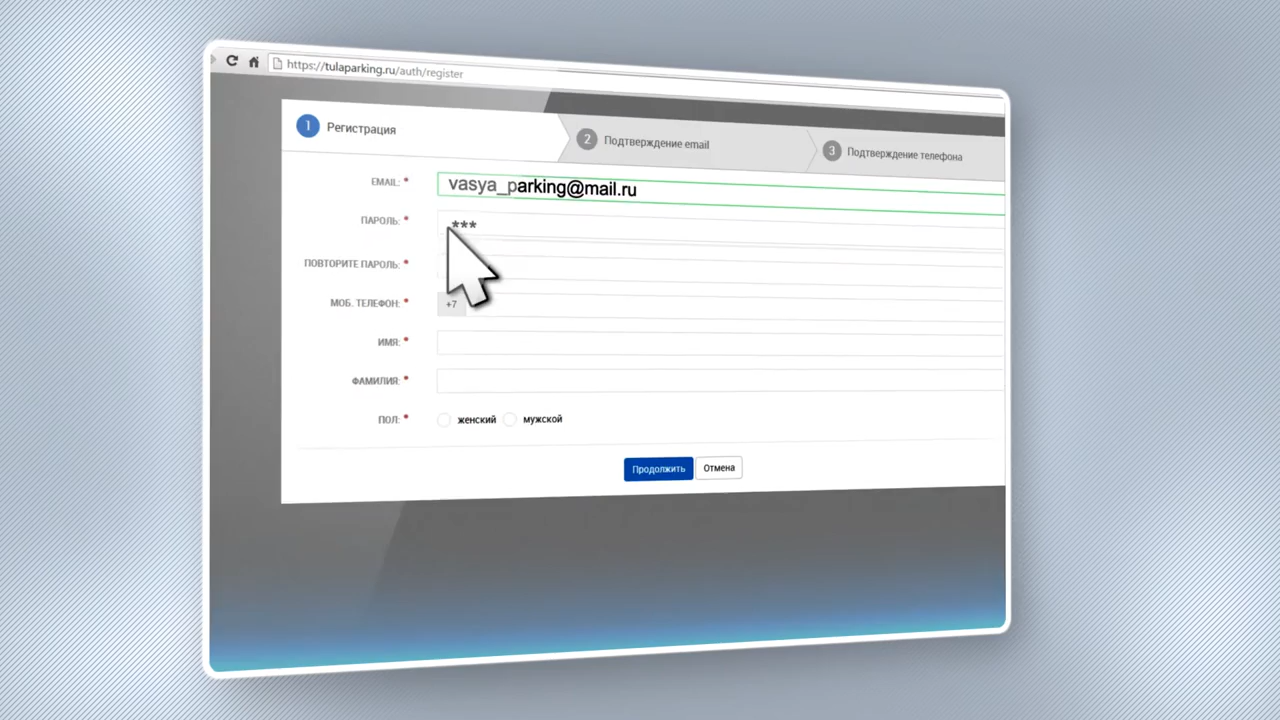 https://tulaparking.ru/auth/register
1 Регистрация
2 Подтверждение email
3 Подтверждение телефона
EMAIL: * vasya_parking@mail.ru
ПАРОЛЬ: * ***
ПОВТОРИТЕ ПАРОЛЬ: *
МОБ. ТЕЛЕФОН: * +7
ИМЯ: *
ФАМИЛИЯ: *
ПОЛ: * женский мужской
Продолжить Отмена